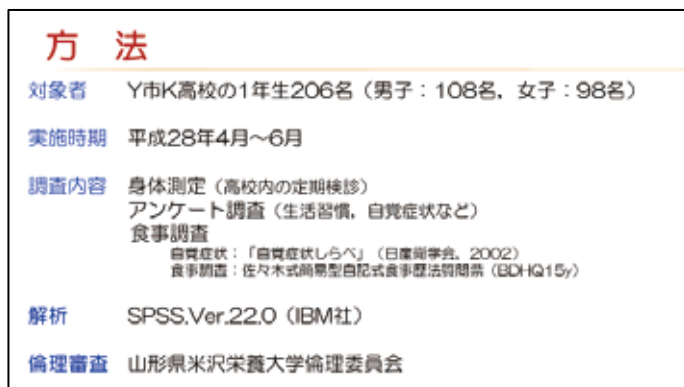 方 法
対象者 Y市K高校の1年生206名（男子：108名，女子：98名）
実施時期 平成28年4月～6月
調査内容 身体測定（高校内の定期検診）
アンケート調査（生活習慣，自覚症状など）
食事調査
自覚症状：「自覚症状しらべ」（日産衛学会，2002）
食事調査：佐々木式簡易型自記式食事歴法質問票（BDHQ15y）
解析 SPSS.Ver.22.0（IBM社）
倫理審査 山形県米沢栄養大学倫理委員会